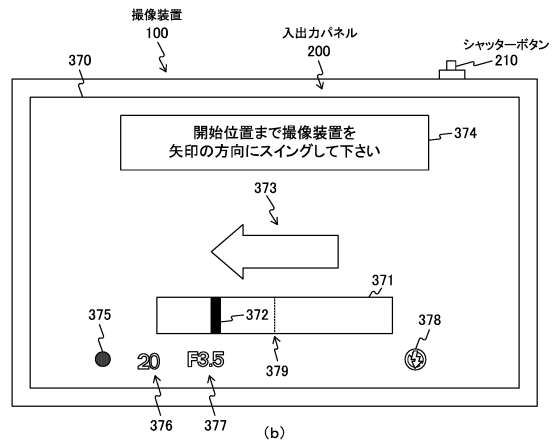 撮像装置
100
入出力パネル
200
シャッターボタン
210
370
開始位置まで撮像装置を
矢印の方向にスイングして下さい
374
373
371
372
375
378
20
F3.5
379
376
377
(b)